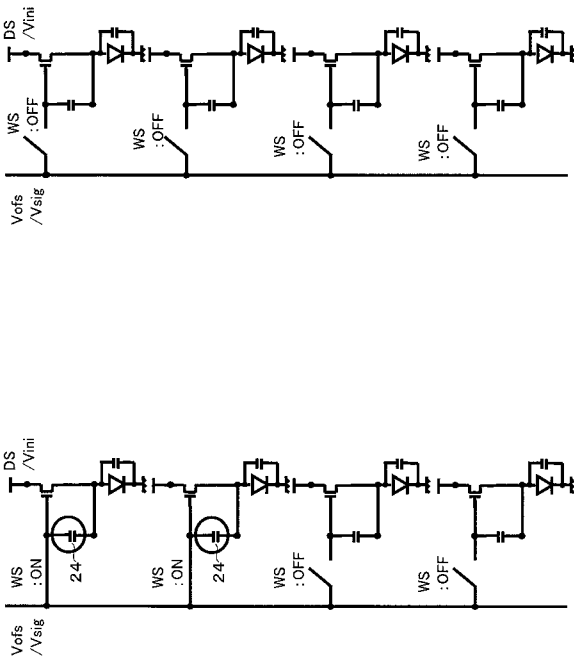 DS
/Vini
WS
:OFF
WS
:OFF
WS
:OFF
WS
:OFF
Vofs
/Vsig
DS
/Vini
WS
:ON
24
WS
:ON
24
WS
:OFF
WS
:OFF
Vofs
/Vsig